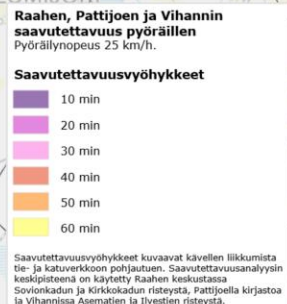 Raahen, Pattijoen ja Vihannin
saavutettavuus pyöräillen
Pyöräilynopeus 25 km/h.
Saavutettavuusvyöhykkeet
10 min
20 min
30 min
40 min
50 min
60 min
Saavutettavuusvyöhykkeet kuvaavat kävellen liikkumista
tie- ja katuverkkoon pohjautuen. Saavutettavuusanalyysin
keskipisteenä on käytetty Raahen keskustassa
Sovionkadun ja Kirkkokadun risteystä, Pattijoella kirjastoa
ja Vihannissa Asematien ja Ilvestien risteystä.